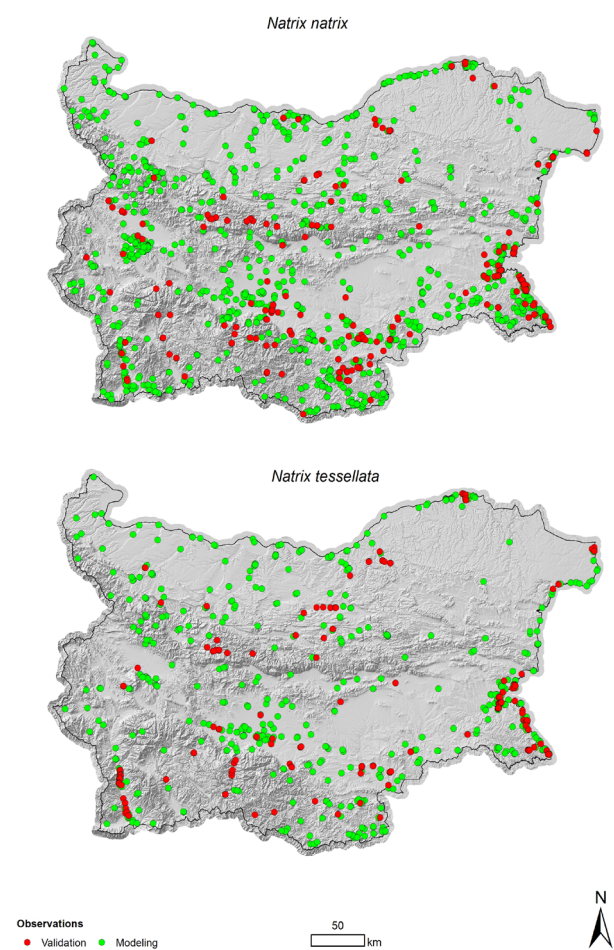 Natrix natrix
Natrix tessellata
N
Observations
50
Validation Modeling
km